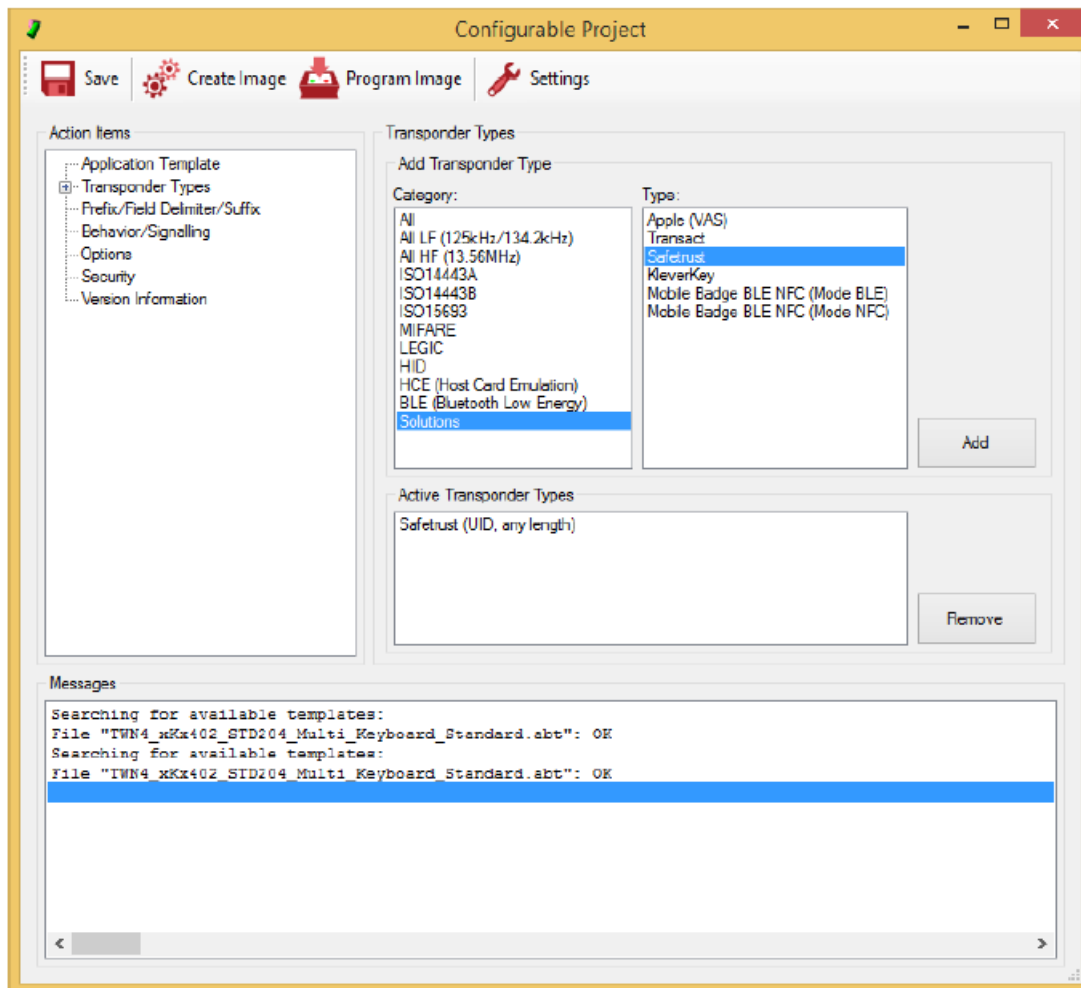 Configurable Project
Save
Create Image
Program Image
Settings
Action Items
Application Template
Transponder Types
Prefix/Field Delimiter/Suffix
Behavior/Signalling
Options
Security
Version Information
Transponder Types
Add Transponder Type
Category:
All
All LF (125kHz/134.2kHz)
All HF (13.56MHz)
ISO14443A
ISO14443B
ISO15693
MIFARE
LEGIC
HID
HCE (Host Card Emulation)
BLE (Bluetooth Low Energy)
Solutions
Type:
Apple (VAS)
Transact
Safetrust
KleverKey
Mobile Badge BLE NFC (Mode BLE)
Mobile Badge BLE NFC (Mode NFC)
Add
Active Transponder Types
Safetrust (UID, any length)
Remove
Messages
Searching for available templates:
File "TWN4_xKx402_STD204_Multi_Keyboard_Standard.abt": OK
Searching for available templates:
File "TWN4_xKx402_STD204_Multi_Keyboard_Standard.abt": OK